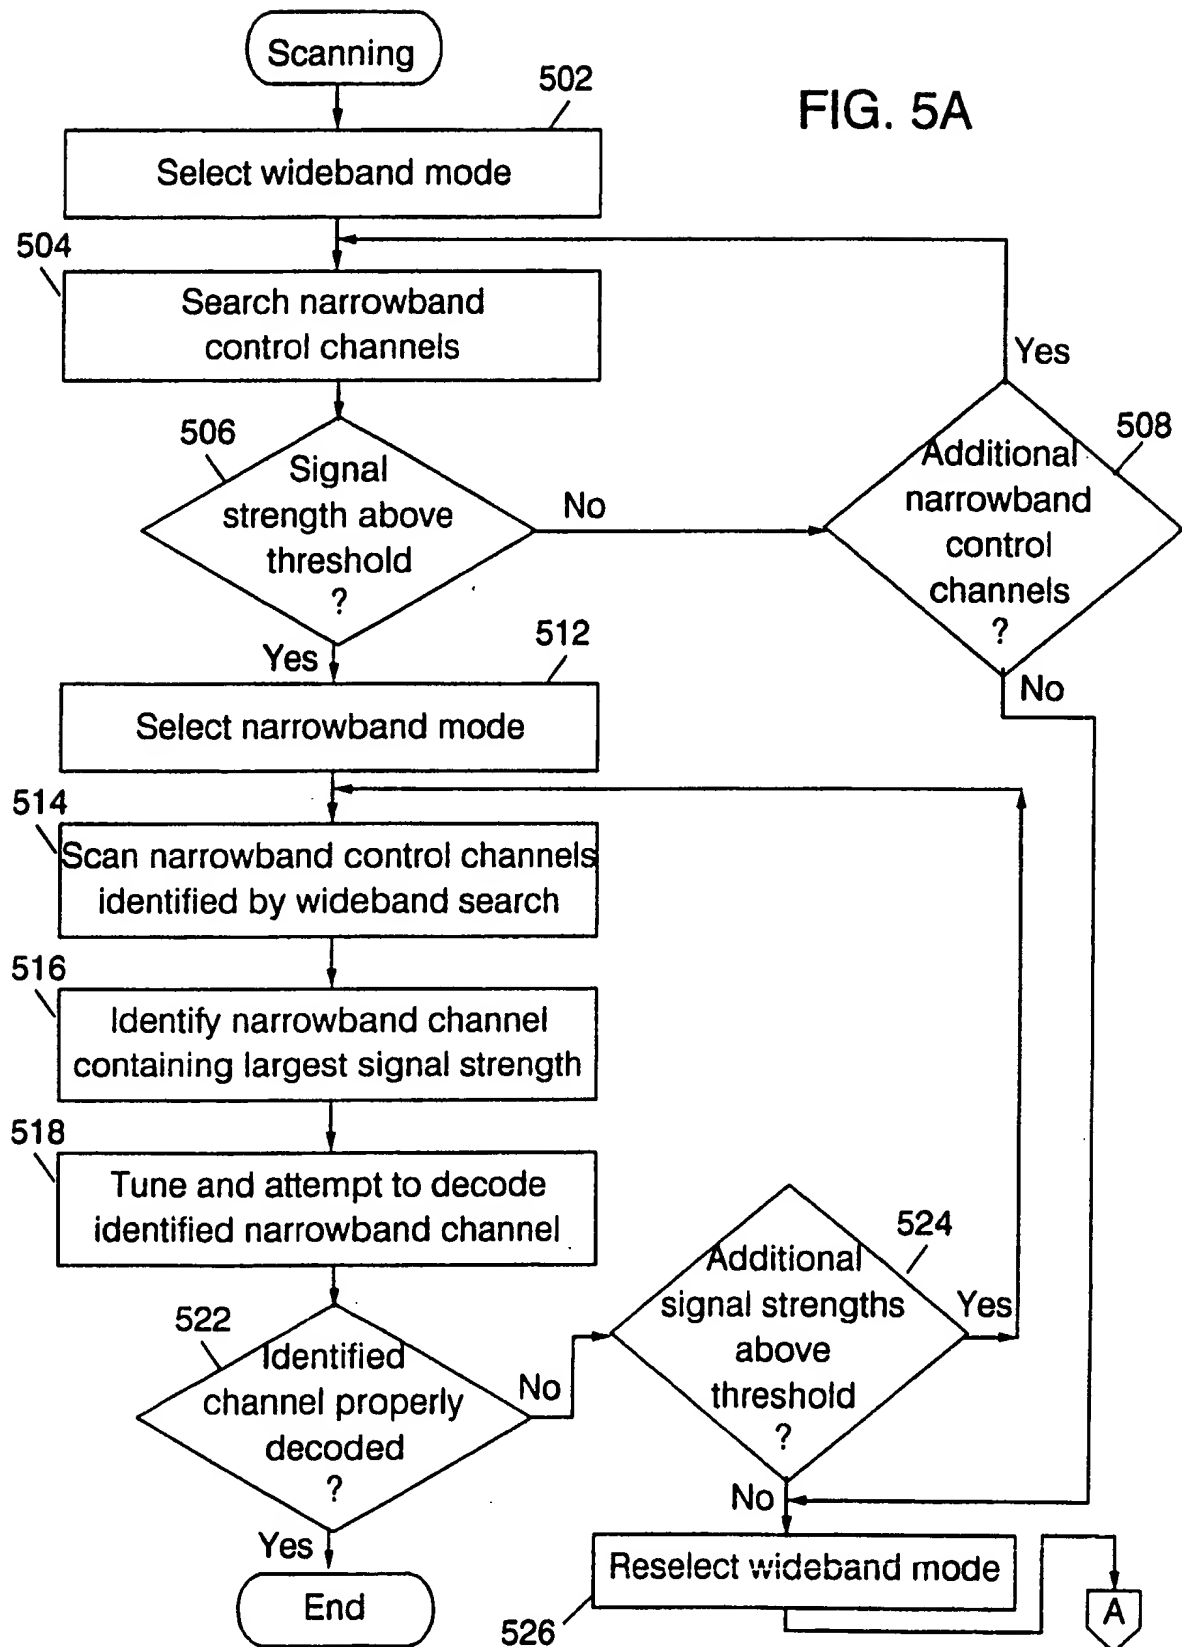 Scanning
FIG. 5A
502
Select wideband mode
504
Search narrowband
control channels
506
Signal
strength above
threshold
?
No
Yes
508
Additional
narrowband
control
channels
?
Yes
No
512
Select narrowband mode
514
Scan narrowband control channels
identified by wideband search
516
Identify narrowband channel
containing largest signal strength
518
Tune and attempt to decode
identified narrowband channel
522
Identified
channel properly
decoded
?
No
Yes
524
Additional
signal strengths
above
threshold
?
Yes
No
End
Reselect wideband mode
526
A